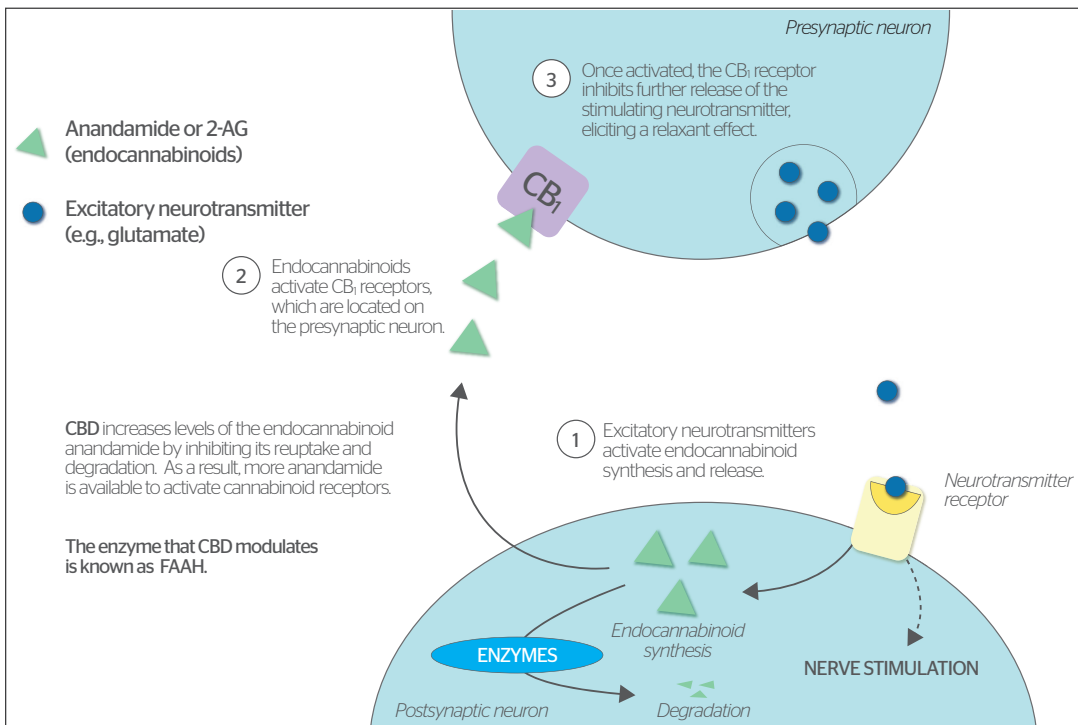 Presynaptic neuron
3
Once activated, the CB₁ receptor
inhibits further release of the
stimulating neurotransmitter,
eliciting a relaxant effect.
Anandamide or 2-AG
(endocannabinoids)
CB₁
Excitatory neurotransmitter
(e.g., glutamate)
2
Endocannabinoids
activate CB₁ receptors,
which are located on
the presynaptic neuron.
CBD increases levels of the endocannabinoid
anandamide by inhibiting its reuptake and
degradation. As a result, more anandamide
is available to activate cannabinoid receptors.
1
Excitatory neurotransmitters
activate endocannabinoid
synthesis and release.
Neurotransmitter
receptor
The enzyme that CBD modulates
is known as FAAH.
Endocannabinoid
synthesis
ENZYMES
NERVE STIMULATION
Postsynaptic neuron
Degradation